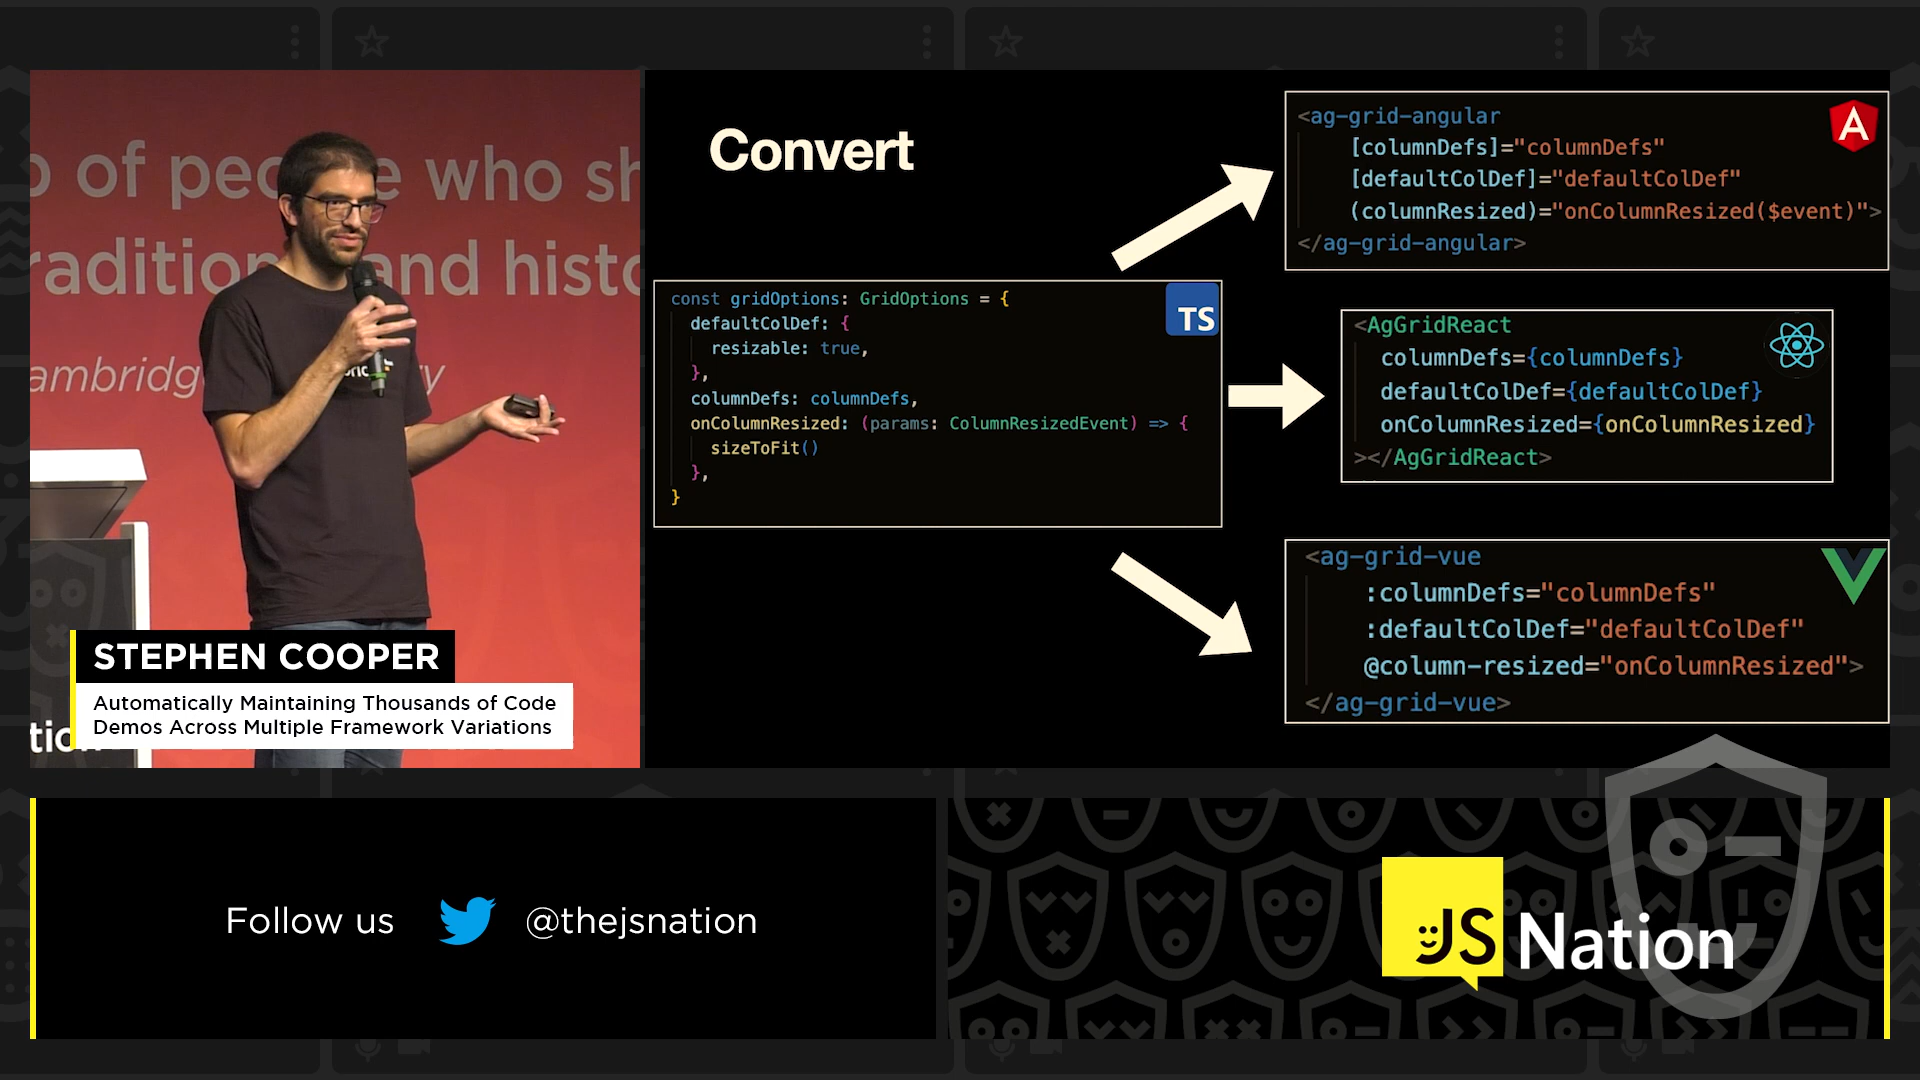 o of people who sh
raditions and histo
ambridg
y
STEPHEN COOPER
Automatically Maintaining Thousands of Code
Demos Across Multiple Framework Variations
tion
Convert
const gridOptions: GridOptions = {
defaultColDef: {
resizable: true,
},
columnDefs: columnDefs,
onColumnResized: (params: ColumnResizedEvent) => {
sizeToFit()
},
}
TS
<ag-grid-angular
[columnDefs]="columnDefs"
[defaultColDef]="defaultColDef"
(columnResized)="onColumnResized($event)">
</ag-grid-angular>
A
<AgGridReact
columnDefs={columnDefs}
defaultColDef={defaultColDef}
onColumnResized={onColumnResized}
></AgGridReact>
<ag-grid-vue
:columnDefs="columnDefs"
:defaultColDef="defaultColDef"
@column-resized="onColumnResized">
</ag-grid-vue>
Follow us @thejsnation
JS Nation